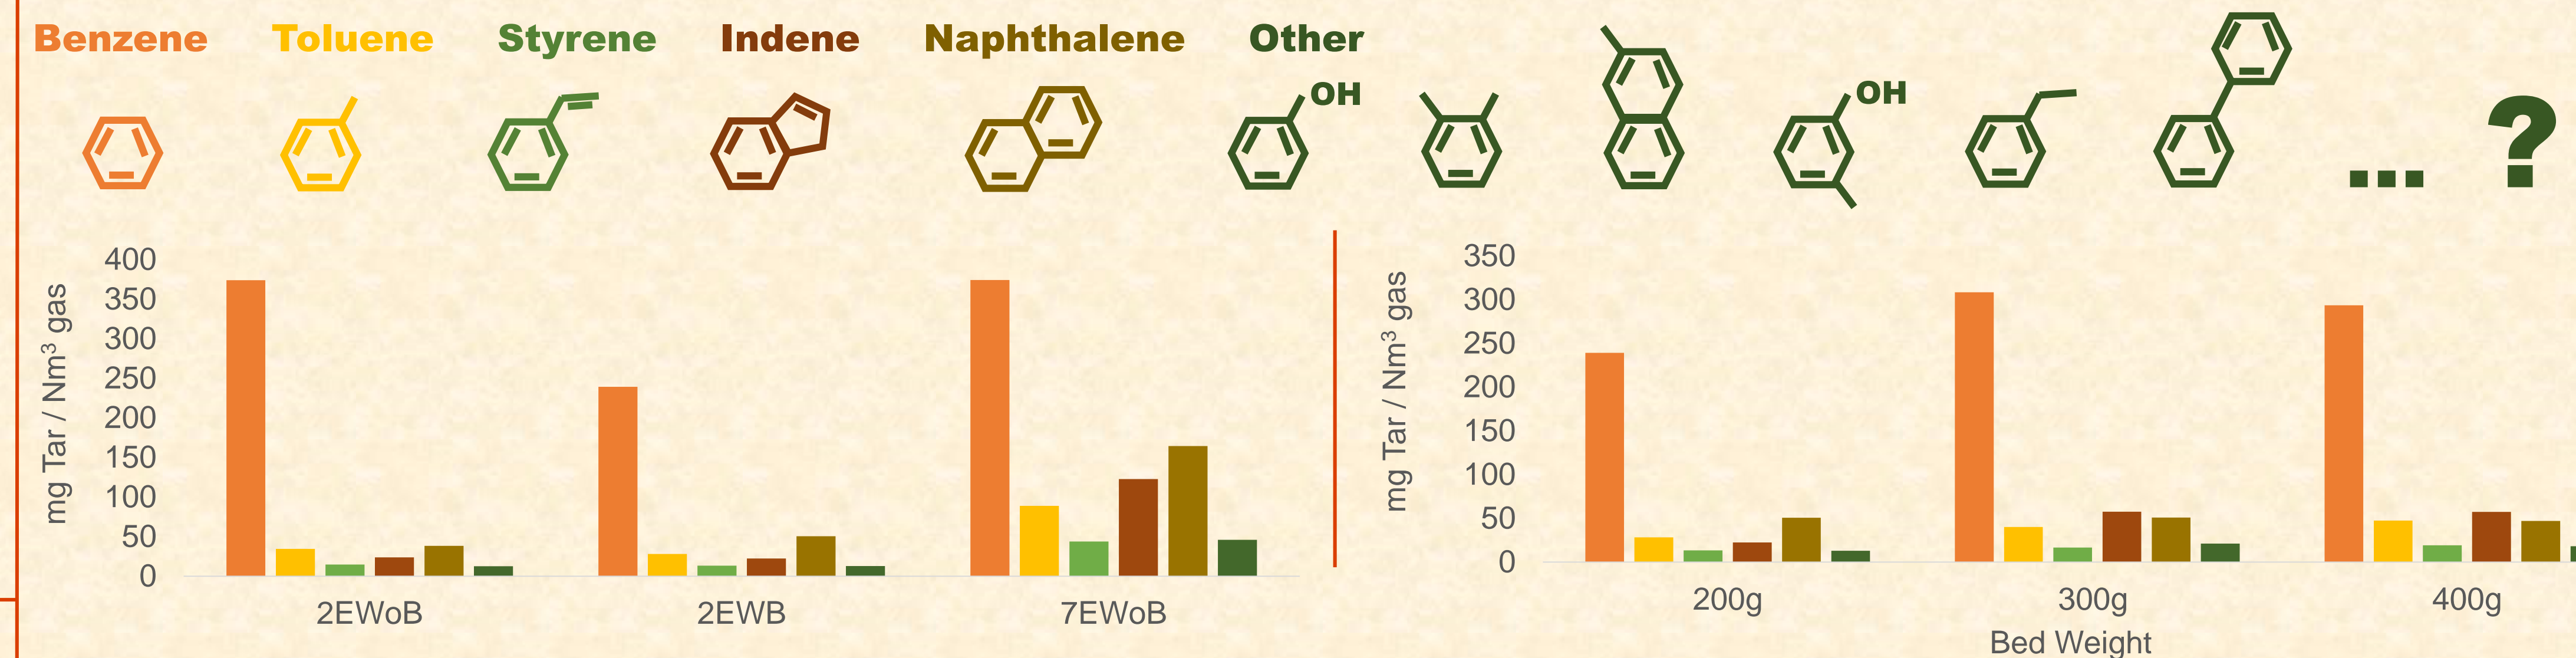 Benzene Toluene Styrene Indene Naphthalene Other
OH
OH
... ?
mg Tar / Nm³ gas
400
350
300
250
200
150
100
50
0
2EWoB 2EWB 7EWoB
mg Tar / Nm³ gas
350
300
250
200
150
100
50
0
200g 300g 400g
Bed Weight